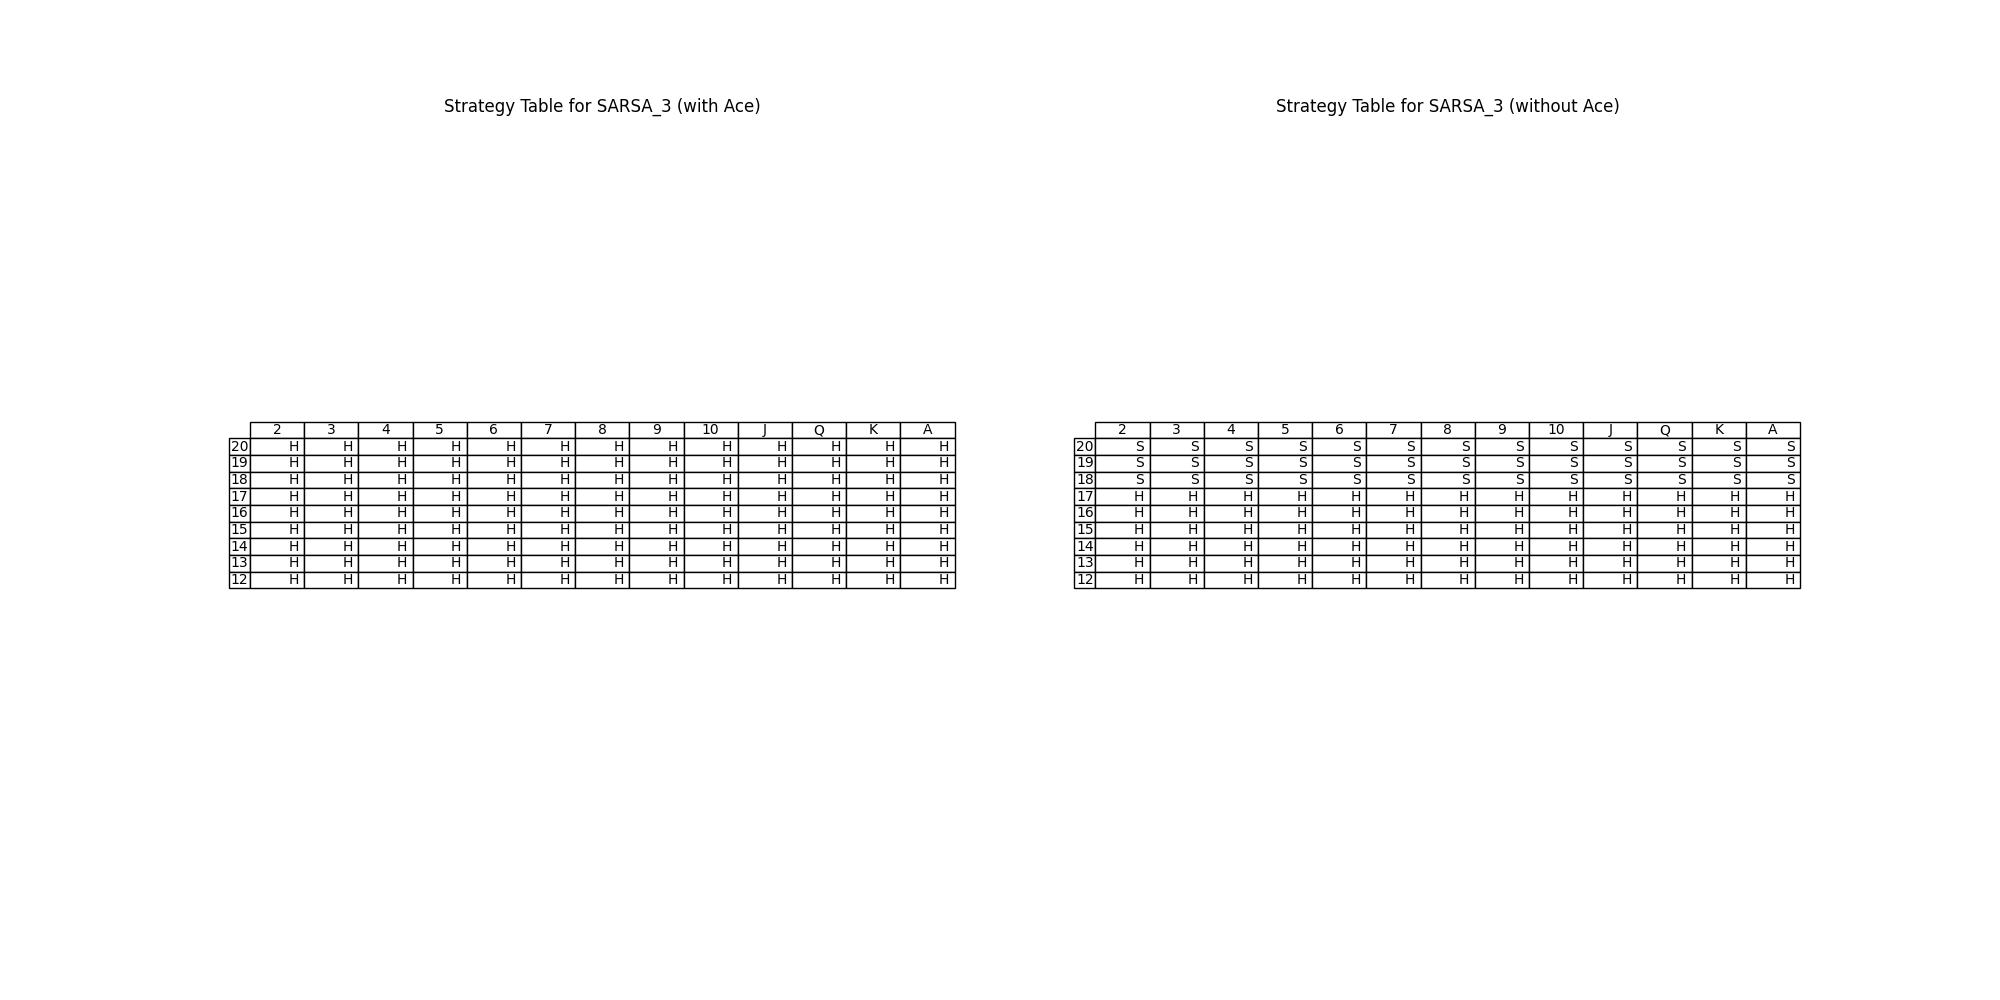 Strategy Table for SARSA_3 (with Ace)
2 3 4 5 6 7 8 9 10 J Q K A
20 H H H H H H H H H H H H H
19 H H H H H H H H H H H H H
18 H H H H H H H H H H H H H
17 H H H H H H H H H H H H H
16 H H H H H H H H H H H H H
15 H H H H H H H H H H H H H
14 H H H H H H H H H H H H H
13 H H H H H H H H H H H H H
12 H H H H H H H H H H H H H
Strategy Table for SARSA_3 (without Ace)
2 3 4 5 6 7 8 9 10 J Q K A
20 S S S S S S S S S S S S S
19 S S S S S S S S S S S S S
18 S S S S S S S S S S S S S
17 H H H H H H H H H H H H H
16 H H H H H H H H H H H H H
15 H H H H H H H H H H H H H
14 H H H H H H H H H H H H H
13 H H H H H H H H H H H H H
12 H H H H H H H H H H H H H